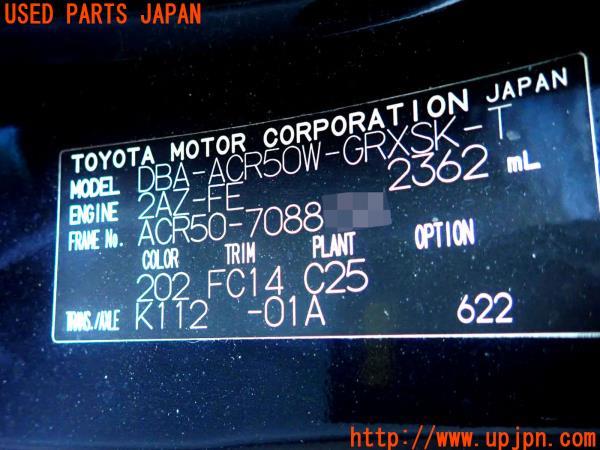 USED PARTS JAPAN
TOYOTA MOTOR CORPORATION JAPAN
MODEL DBA-ACR50W-GRXSK-T
ENGINE 2AZ-FE 2362 mL
FRAME No. ACR50-7088
COLOR TRIM PLANT OPTION
202 FC14 C25
TRANS./AXLE K112 -01A 622
http://www.upjpn.com